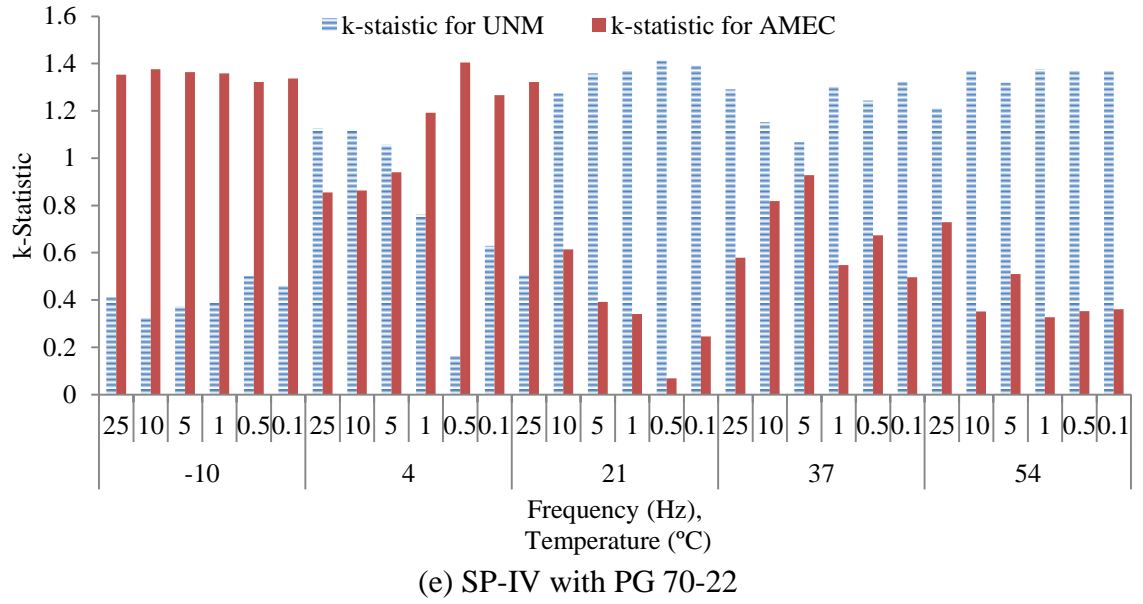 k-staistic for UNM k-statistic for AMEC
1.6
1.4
1.2
1
0.8
0.6
0.4
0.2
0
k-Statistic
25 10 5 1 0.5 0.1 25 10 5 1 0.5 0.1 25 10 5 1 0.5 0.1 25 10 5 1 0.5 0.1 25 10 5 1 0.5 0.1
-10 4 21 37 54
Frequency (Hz),
Temperature (ºC)
(e) SP-IV with PG 70-22